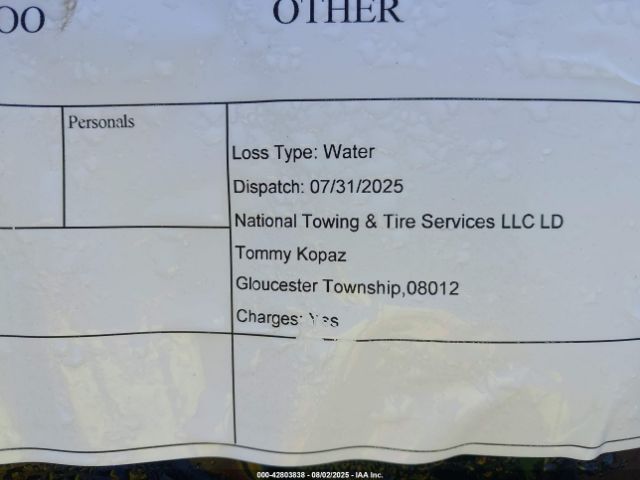 OO
OTHER
Personals
Loss Type: Water
Dispatch: 07/31/2025
National Towing & Tire Services LLC LD
Tommy Kopaz
Gloucester Township,08012
Charges: Yes
000-42803838 - 08/02/2025 - IAA Inc.